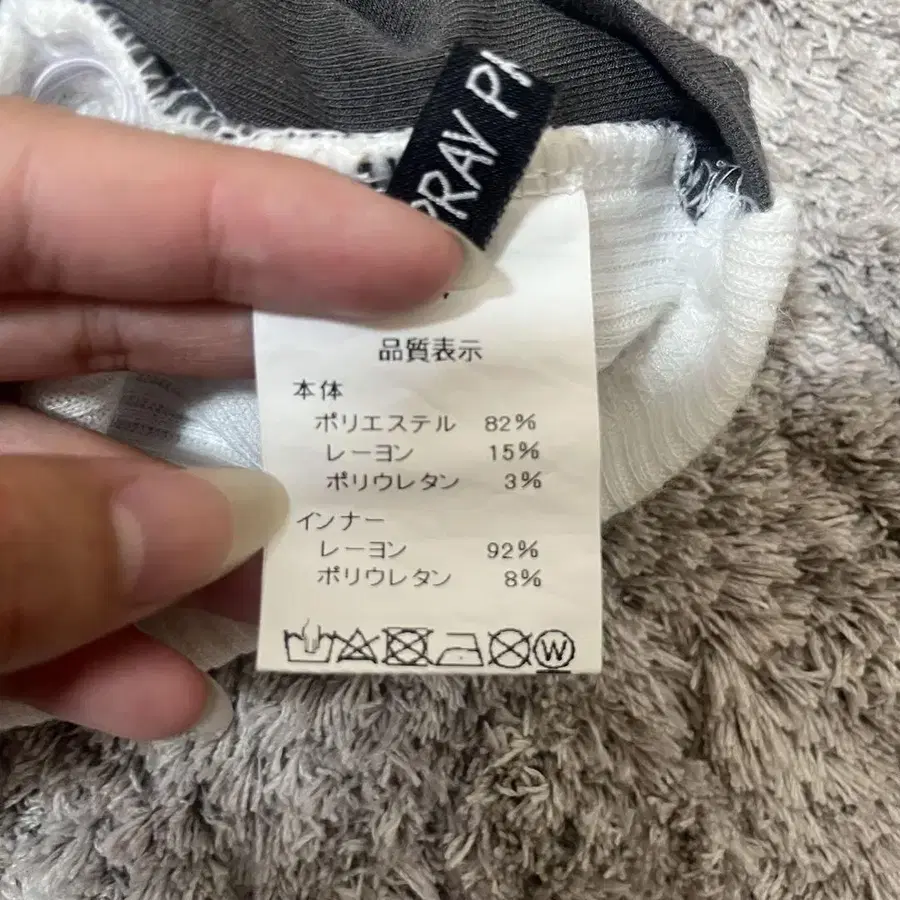 PRAV
品質表示
本体
ポリエステル 82%
レーヨン 15%
ポリウレタン 3%
インナー
レーヨン 92%
ポリウレタン 8%
W